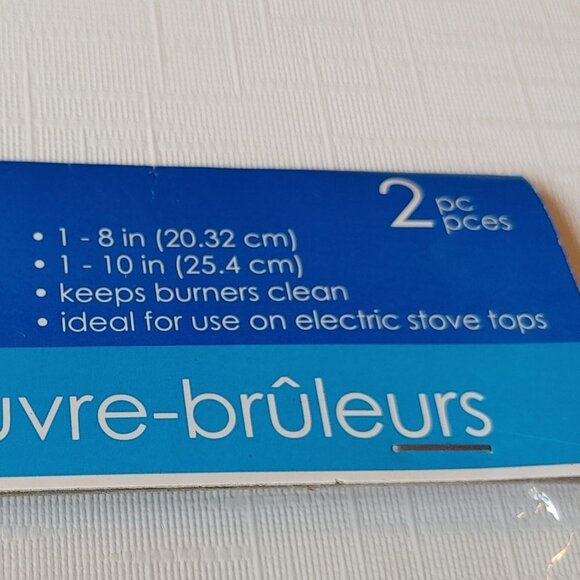 2 pc
pces
• 1 - 8 in (20.32 cm)
• 1 - 10 in (25.4 cm)
• keeps burners clean
• ideal for use on electric stove tops
uvre-brûleurs